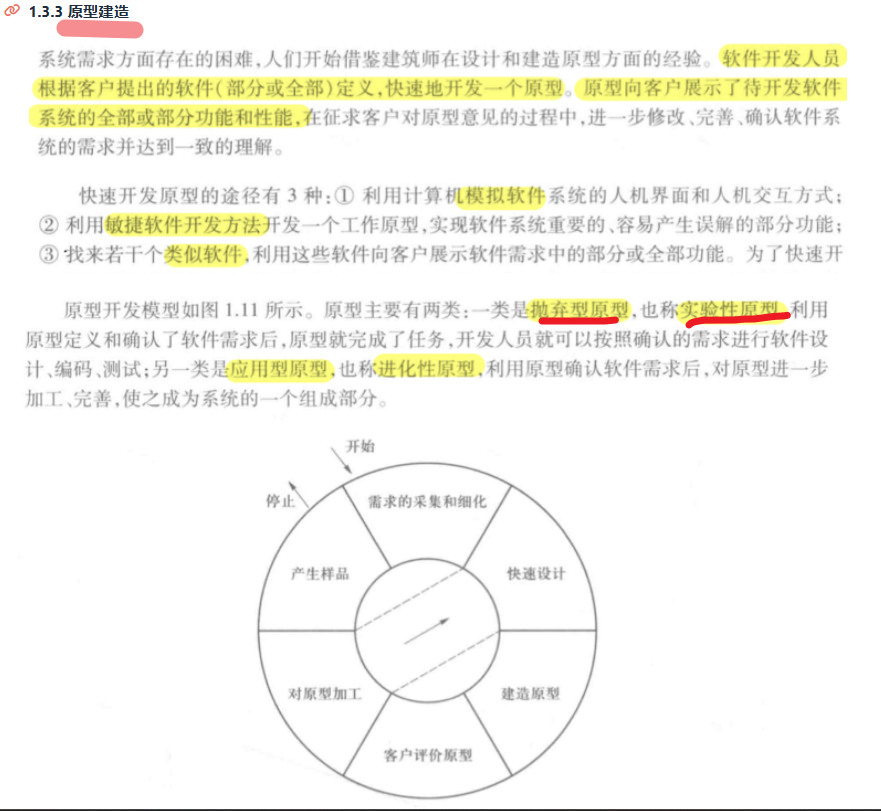 1.3.3 原型建造
系统需求方面存在的困难,人们开始借鉴建筑师在设计和建造原型方面的经验。软件开发人员
根据客户提出的软件(部分或全部)定义,快速地开发一个原型。原型向客户展示了待开发软件
系统的全部或部分功能和性能,在征求客户对原型意见的过程中,进一步修改、完善、确认软件系
统的需求并达到一致的理解。
快速开发原型的途径有 3 种:① 利用计算机模拟软件系统的人机界面和人机交互方式;
② 利用敏捷软件开发方法开发一个工作原型,实现软件系统重要的、容易产生误解的部分功能;
③ 找来若干个类似软件,利用这些软件向客户展示软件需求中的部分或全部功能。为了快速开
原型开发模型如图 1.11 所示。原型主要有两类:一类是抛弃型原型,也称实验性原型,利用
原型定义和确认了软件需求后,原型就完成了任务,开发人员就可以按照确认的需求进行软件设
计、编码、测试;另一类是应用型原型,也称进化性原型,利用原型确认软件需求后,对原型进一步
加工、完善,使之成为系统的一个组成部分。
开始
停止
需求的采集和细化
产生样品
快速设计
对原型加工
建造原型
客户评价原型